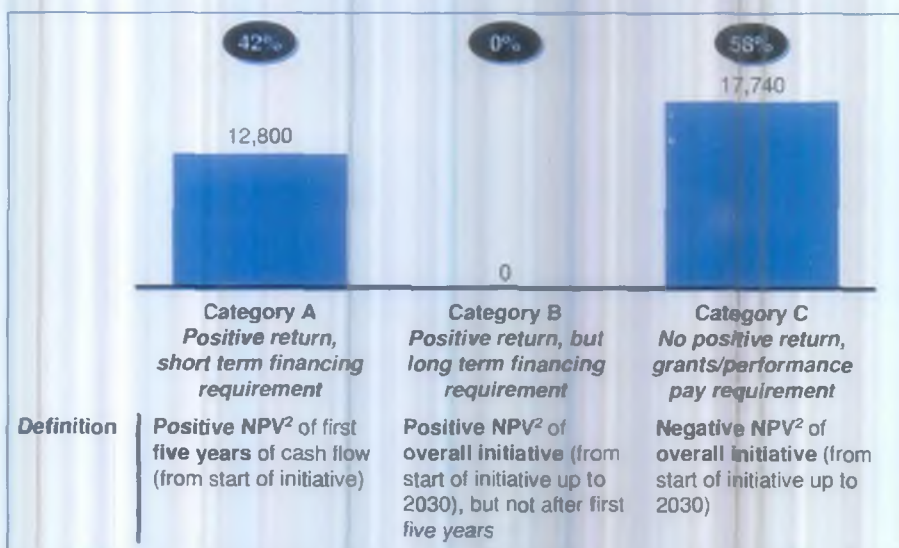 42%
0%
58%
12,800
0
17,740
Category A
Positive return,
short term financing
requirement
Category B
Positive return, but
long term financing
requirement
Category C
No positive return,
grants/performance
pay requirement
Definition
Positive NPV² of first
five years of cash flow
(from start of initiative)
Positive NPV² of
overall initiative (from
start of initiative up to
2030), but not after first
five years
Negative NPV² of
overall initiative (from
start of initiative up to
2030)